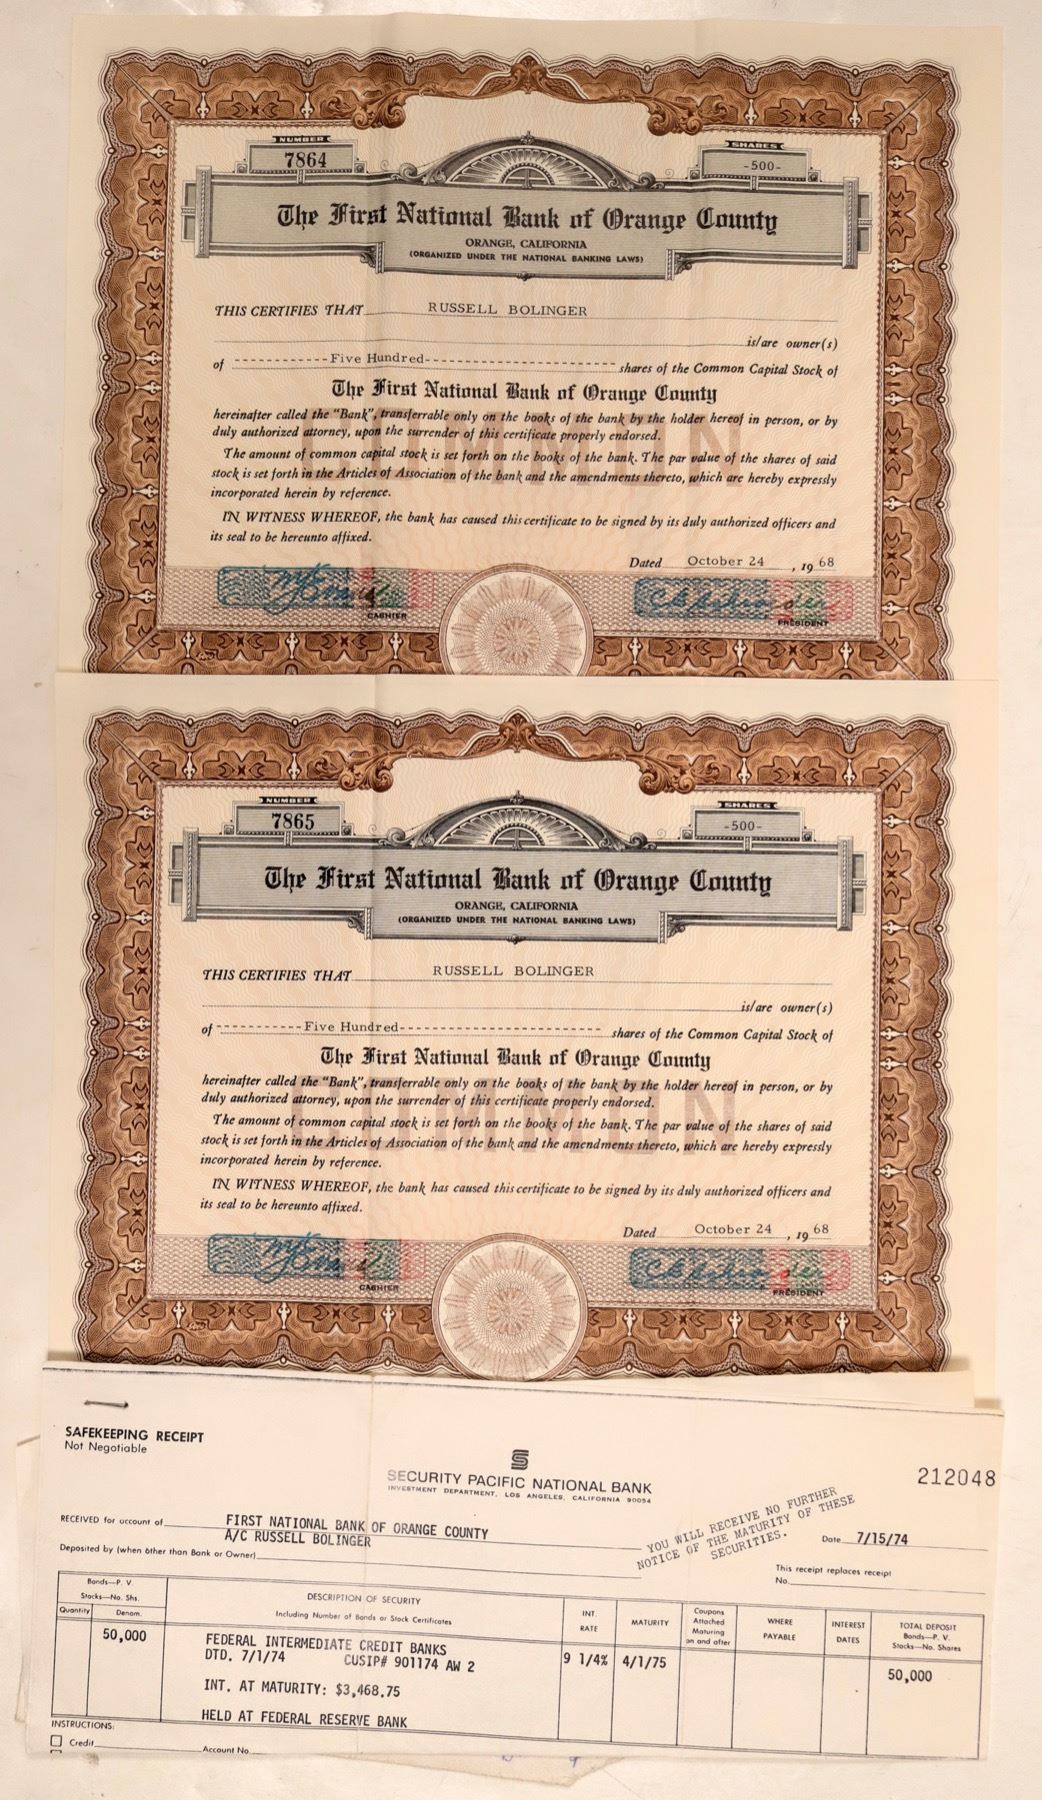 NUMBER
7864
SHARES
-500-
The First National Bank of Orange County
ORANGE, CALIFORNIA
(ORGANIZED UNDER THE NATIONAL BANKING LAWS)
THIS CERTIFIES THAT RUSSELL BOLINGER
is/are owner(s)
of -----------Five Hundred---------------------- shares of the Common Capital Stock of
The First National Bank of Orange County
hereinafter called the "Bank", transferrable only on the books of the bank by the holder hereof in person, or by
duly authorized attorney, upon the surrender of this certificate properly endorsed.
The amount of common capital stock is set forth on the books of the bank. The par value of the shares of said
stock is set forth in the Articles of Association of the bank and the amendments thereto, which are hereby expressly
incorporated herein by reference.
IN WITNESS WHEREOF, the bank has caused this certificate to be signed by its duly authorized officers and
its seal to be hereunto affixed.
Dated October 24, 19 68
CASHIER
PRESIDENT
NUMBER
7865
SHARES
-500-
The First National Bank of Orange County
ORANGE, CALIFORNIA
(ORGANIZED UNDER THE NATIONAL BANKING LAWS)
THIS CERTIFIES THAT RUSSELL BOLINGER
is/are owner(s)
of -----------Five Hundred---------------------- shares of the Common Capital Stock of
The First National Bank of Orange County
hereinafter called the "Bank", transferrable only on the books of the bank by the holder hereof in person, or by
duly authorized attorney, upon the surrender of this certificate properly endorsed.
The amount of common capital stock is set forth on the books of the bank. The par value of the shares of said
stock is set forth in the Articles of Association of the bank and the amendments thereto, which are hereby expressly
incorporated herein by reference.
IN WITNESS WHEREOF, the bank has caused this certificate to be signed by its duly authorized officers and
its seal to be hereunto affixed.
Dated October 24, 19 68
CASHIER
PRESIDENT
SAFEKEEPING RECEIPT
Not Negotiable
SECURITY PACIFIC NATIONAL BANK
INVESTMENT DEPARTMENT, LOS ANGELES, CALIFORNIA 90054
212048
RECEIVED for account of FIRST NATIONAL BANK OF ORANGE COUNTY
A/C RUSSELL BOLINGER
YOU WILL RECEIVE NO FURTHER
NOTICE OF THE MATURITY OF THESE
SECURITIES.
Date 7/15/74
Deposited by (when other than Bank or Owner)
This receipt replaces receipt
No.
Bonds—P. V.
Stocks—No. Shs.
Quantity Denom.
DESCRIPTION OF SECURITY
Including Number of Bonds or Stock Certificates
INT.
RATE
MATURITY
Coupons
Attached
Maturing
on and after
WHERE
PAYABLE
INTEREST
DATES
TOTAL DEPOSIT
Bonds—P. V.
Stocks—No. Shares
50,000 FEDERAL INTERMEDIATE CREDIT BANKS
DTD. 7/1/74 CUSIP# 901174 AW 2 9 1/4% 4/1/75 50,000
INT. AT MATURITY: $3,468.75
HELD AT FEDERAL RESERVE BANK
INSTRUCTIONS:
Credit Account No.